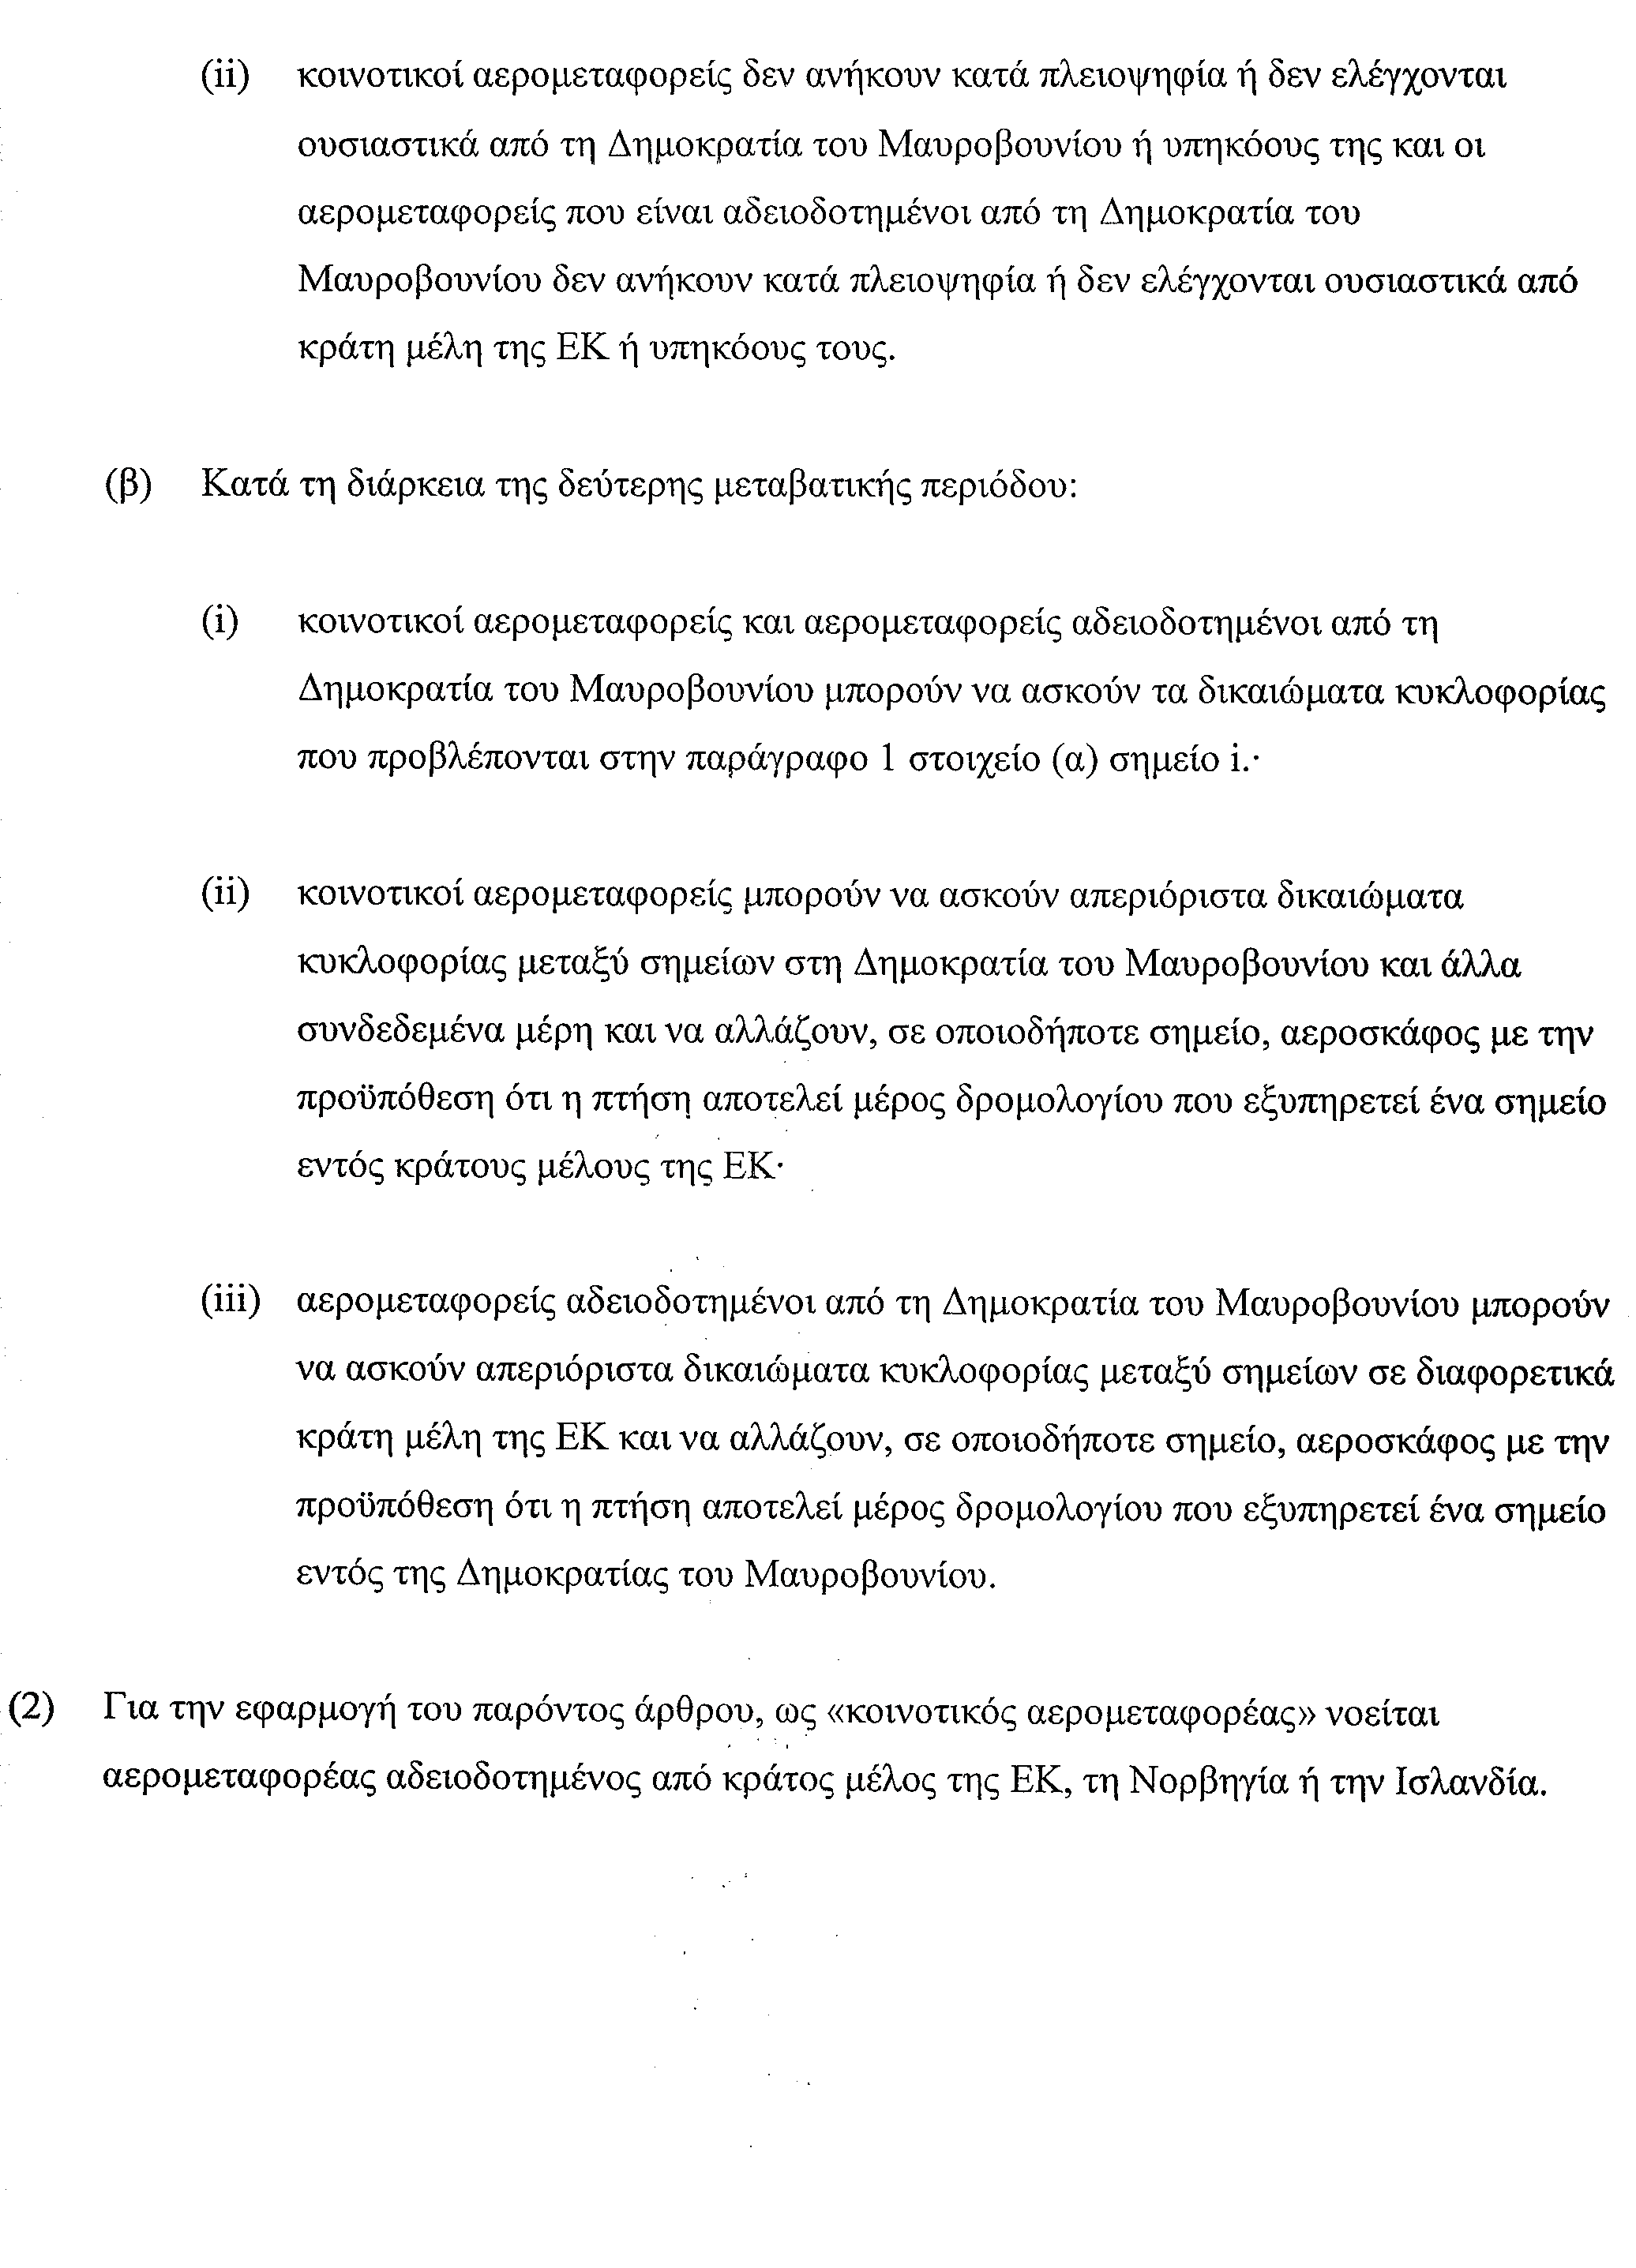 (ii) κοινοτικοί αερομεταφορείς δεν ανήκουν κατά πλειοψηφία ή δεν ελέγχονται
ουσιαστικά από τη Δημοκρατία του Μαυροβουνίου ή υπηκόους της και οι
αερομεταφορείς που είναι αδειοδοτημένοι από τη Δημοκρατία του
Μαυροβουνίου δεν ανήκουν κατά πλειοψηφία ή δεν ελέγχονται ουσιαστικά από
κράτη μέλη της ΕΚ ή υπηκόους τους.
(β) Κατά τη διάρκεια της δεύτερης μεταβατικής περιόδου:
(i) κοινοτικοί αερομεταφορείς και αερομεταφορείς αδειοδοτημένοι από τη
Δημοκρατία του Μαυροβουνίου μπορούν να ασκούν τα δικαιώματα κυκλοφορίας
που προβλέπονται στην παράγραφο 1 στοιχείο (α) σημείο i.·
(ii) κοινοτικοί αερομεταφορείς μπορούν να ασκούν απεριόριστα δικαιώματα
κυκλοφορίας μεταξύ σημείων στη Δημοκρατία του Μαυροβουνίου και άλλα
συνδεδεμένα μέρη και να αλλάζουν, σε οποιοδήποτε σημείο, αεροσκάφος με την
προϋπόθεση ότι η πτήση αποτελεί μέρος δρομολογίου που εξυπηρετεί ένα σημείο
εντός κράτους μέλους της ΕΚ·
(iii) αερομεταφορείς αδειοδοτημένοι από τη Δημοκρατία του Μαυροβουνίου μπορούν
να ασκούν απεριόριστα δικαιώματα κυκλοφορίας μεταξύ σημείων σε διαφορετικά
κράτη μέλη της ΕΚ και να αλλάζουν, σε οποιοδήποτε σημείο, αεροσκάφος με την
προϋπόθεση ότι η πτήση αποτελεί μέρος δρομολογίου που εξυπηρετεί ένα σημείο
εντός της Δημοκρατίας του Μαυροβουνίου.
(2) Για την εφαρμογή του παρόντος άρθρου, ως «κοινοτικός αερομεταφορέας» νοείται
αερομεταφορέας αδειοδοτημένος από κράτος μέλος της ΕΚ, τη Νορβηγία ή την Ισλανδία.